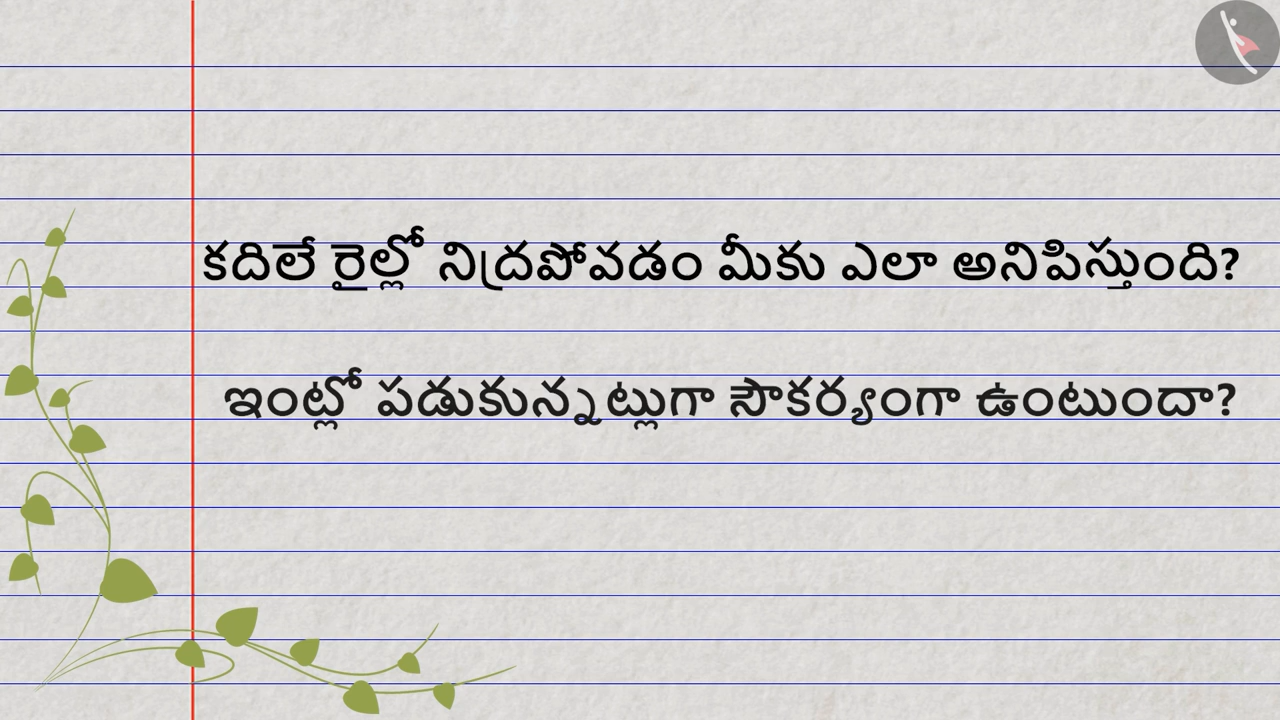 కదిలే రైల్లో నిద్రపోవడం మీకు ఎలా అనిపిస్తుంది?
ఇంట్లో పడుకున్నట్లుగా సౌకర్యంగా ఉంటుందా?